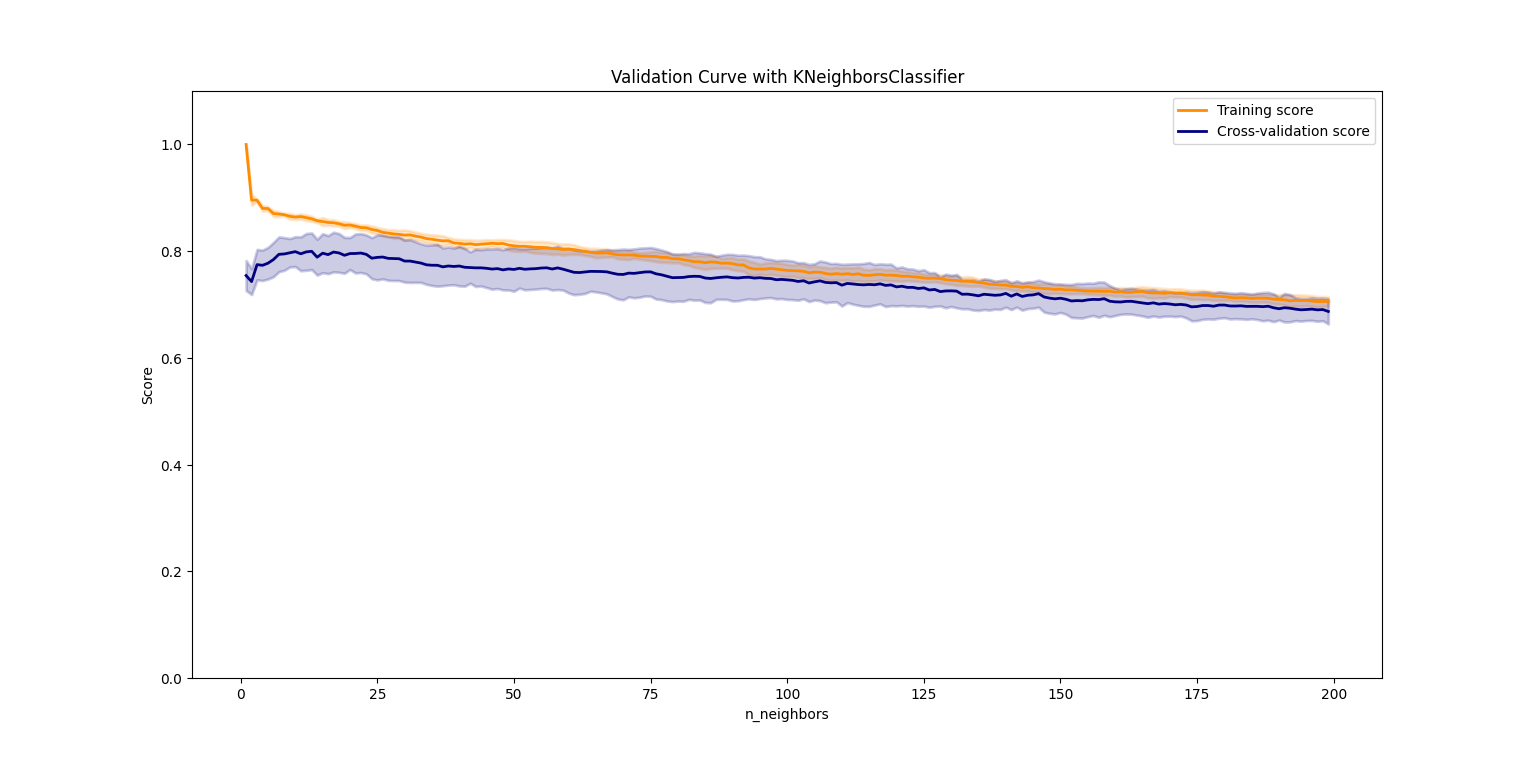 Validation Curve with KNeighborsClassifier
Training score
Cross-validation score
1.0
0.8
0.6
0.4
0.2
0.0
Score
0 25 50 75 100 125 150 175 200
n_neighbors